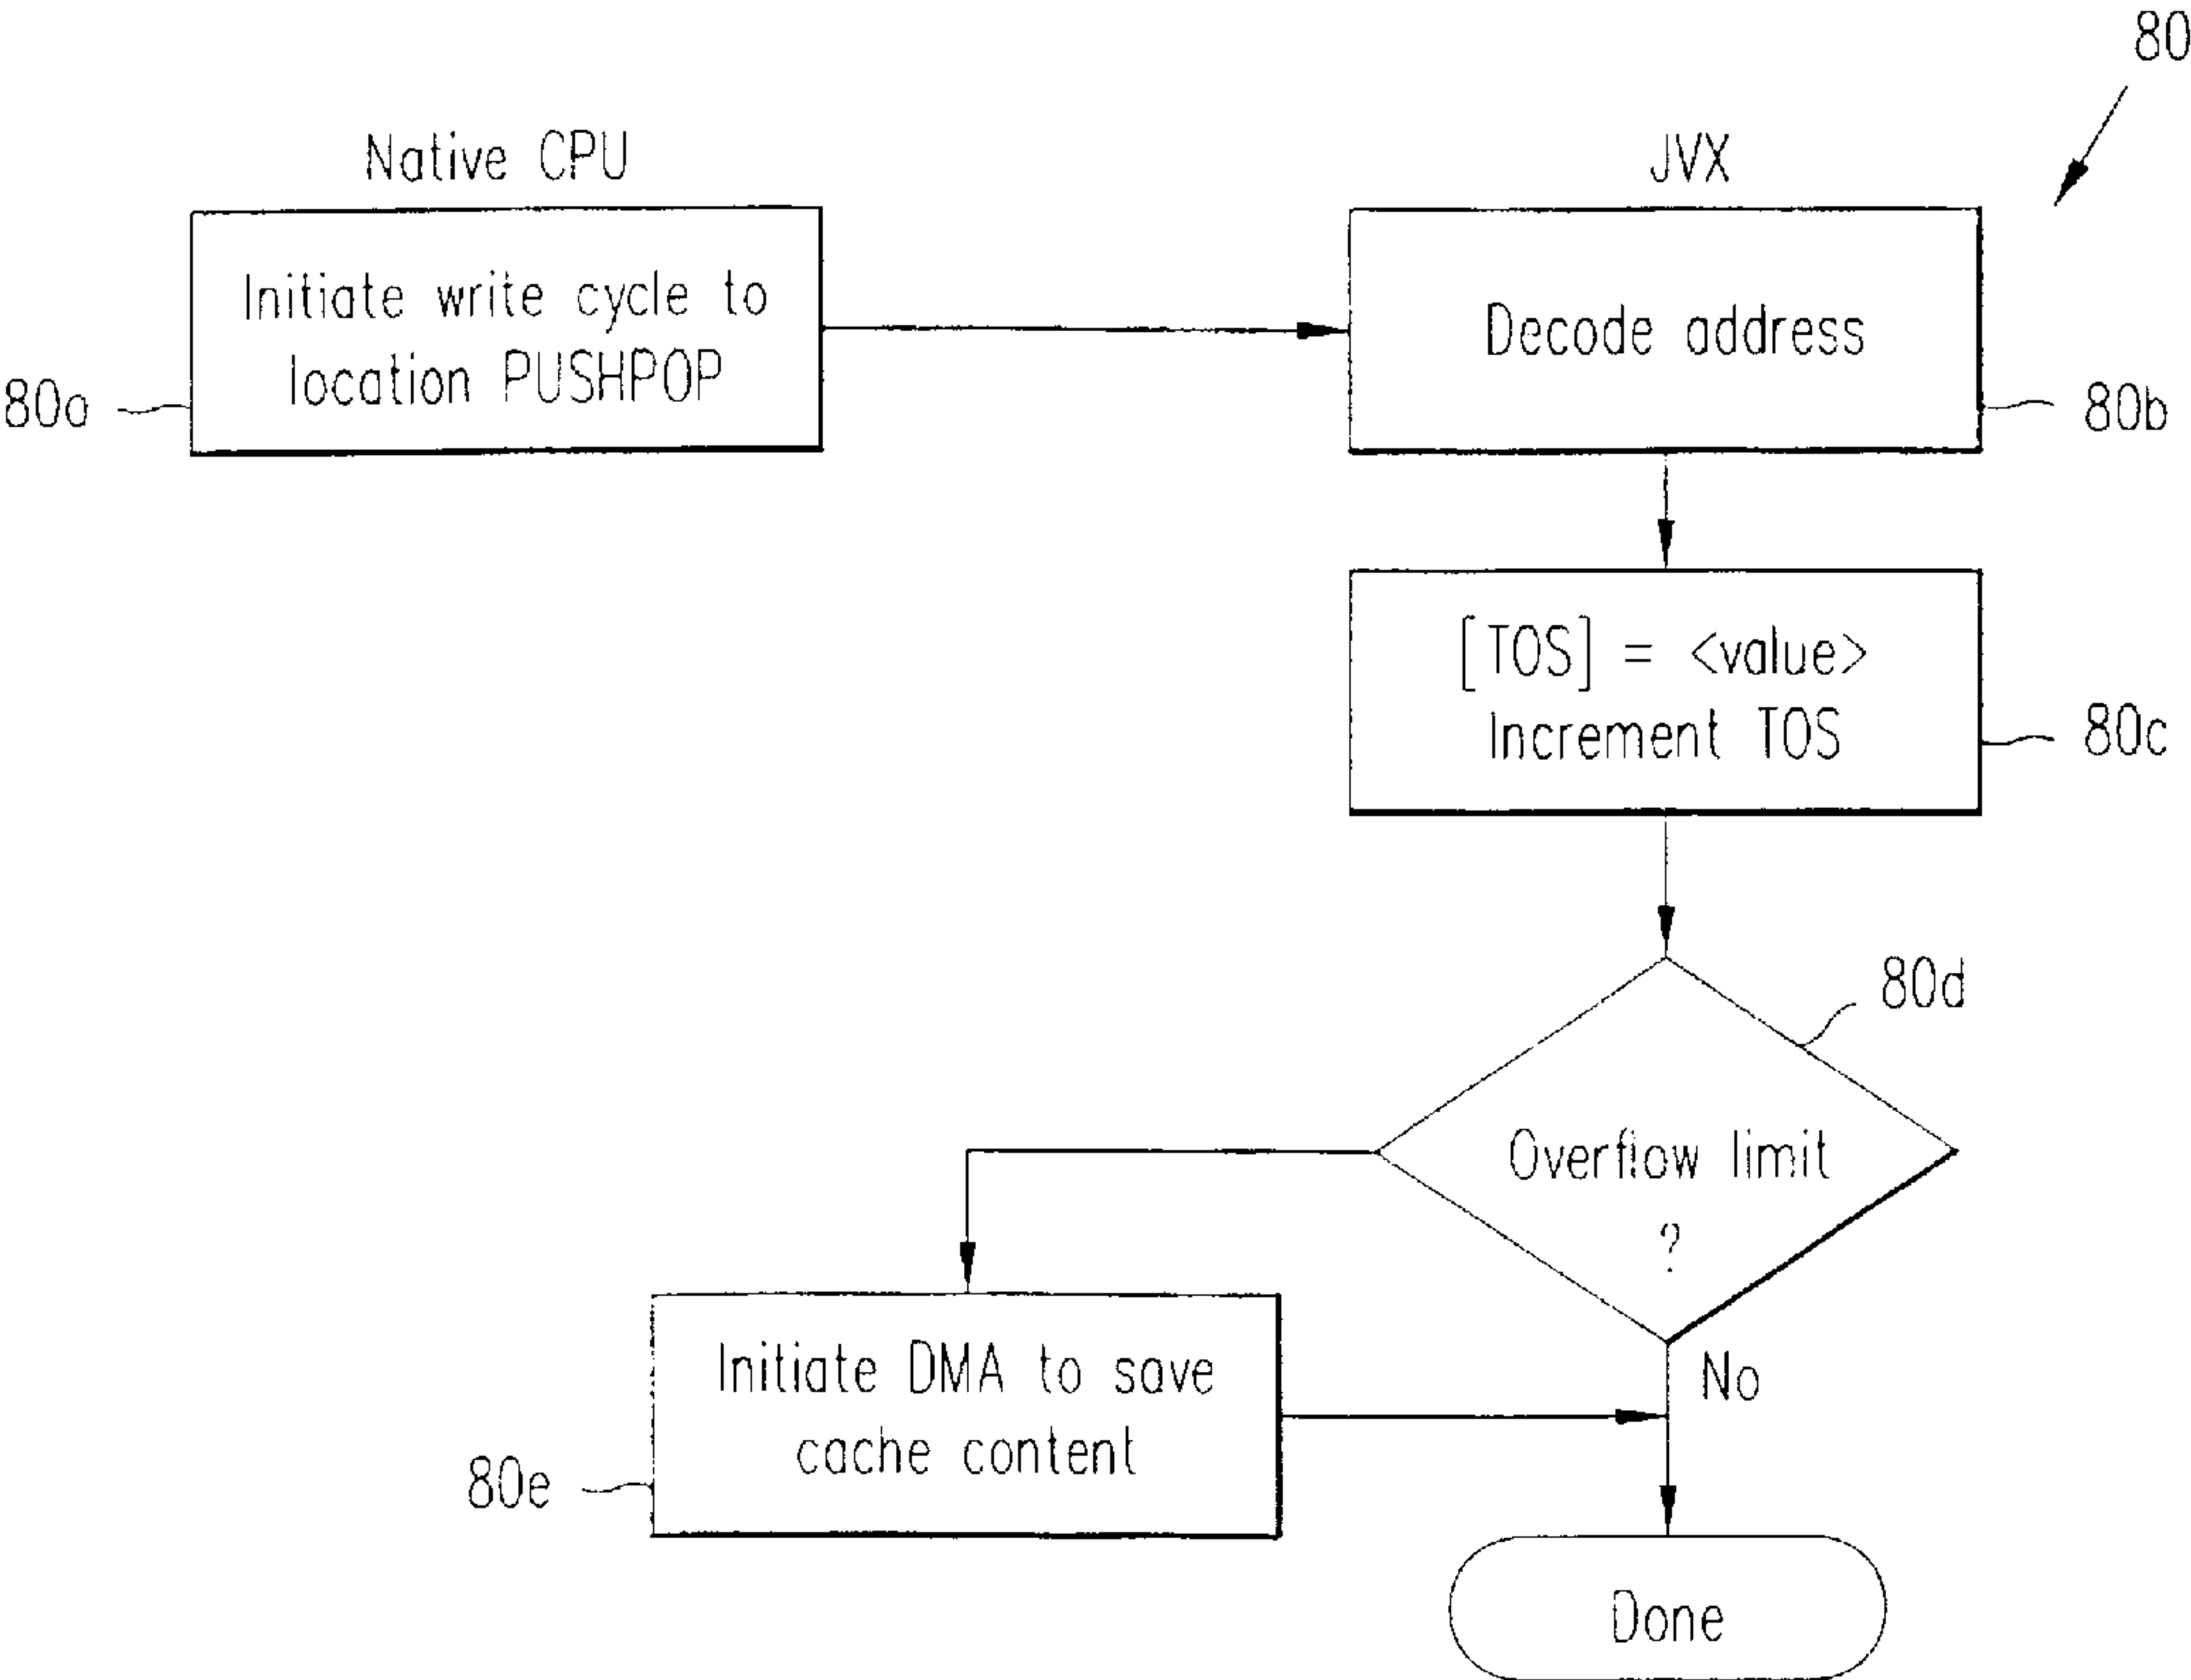 80
Native CPU
JVX
Initiate write cycle to
location PUSHPOP
80a
Decode address
80b
[TOS] = <value>
Increment TOS
80c
80d
Overflow limit
?
No
Initiate DMA to save
cache content
80e
Done